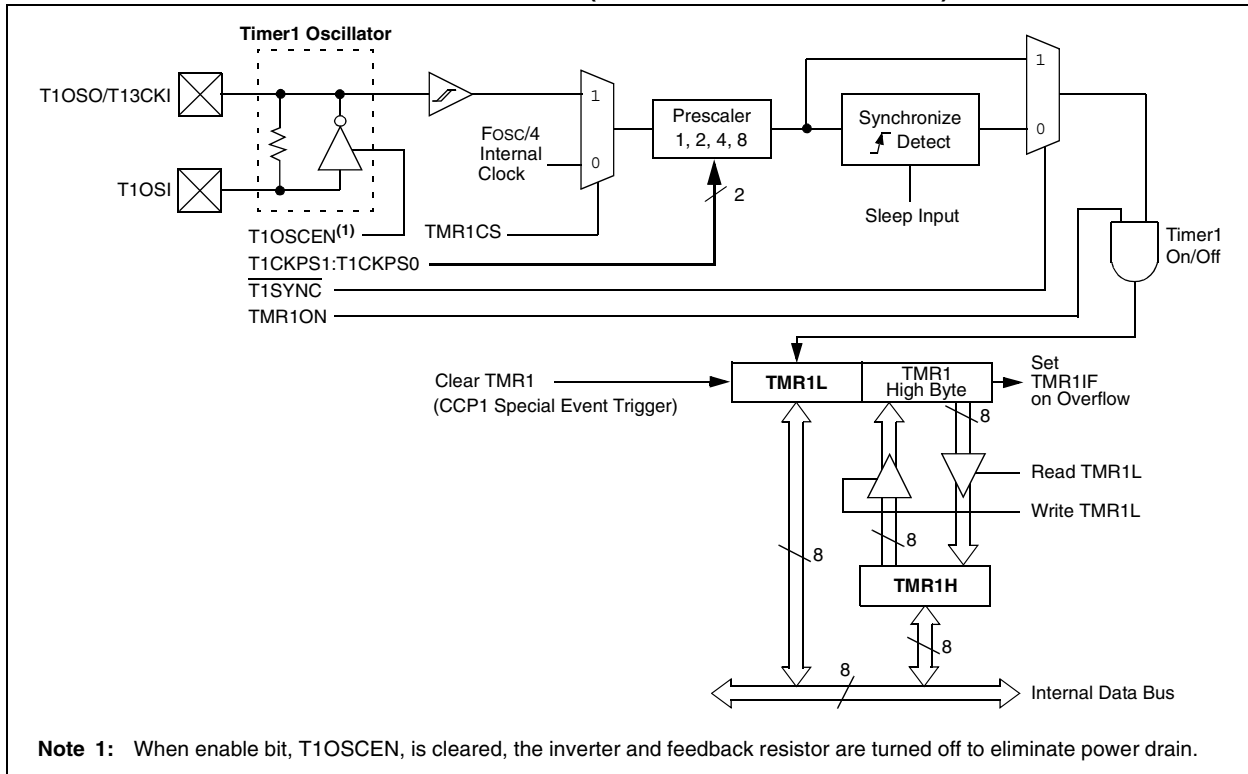 Timer1 Oscillator
T1OSO/T13CKI
T1OSI
1
0
FOSC/4
Internal
Clock
Prescaler
1, 2, 4, 8
2
Synchronize
Detect
Sleep Input
1
0
T1OSCEN(1)
TMR1CS
T1CKPS1:T1CKPS0
T1SYNC
TMR1ON
Timer1
On/Off
Clear TMR1
(CCP1 Special Event Trigger)
TMR1L
TMR1
High Byte
Set
TMR1IF
on Overflow
8
Read TMR1L
Write TMR1L
8
8
TMR1H
8
8
Internal Data Bus
Note 1: When enable bit, T1OSCEN, is cleared, the inverter and feedback resistor are turned off to eliminate power drain.